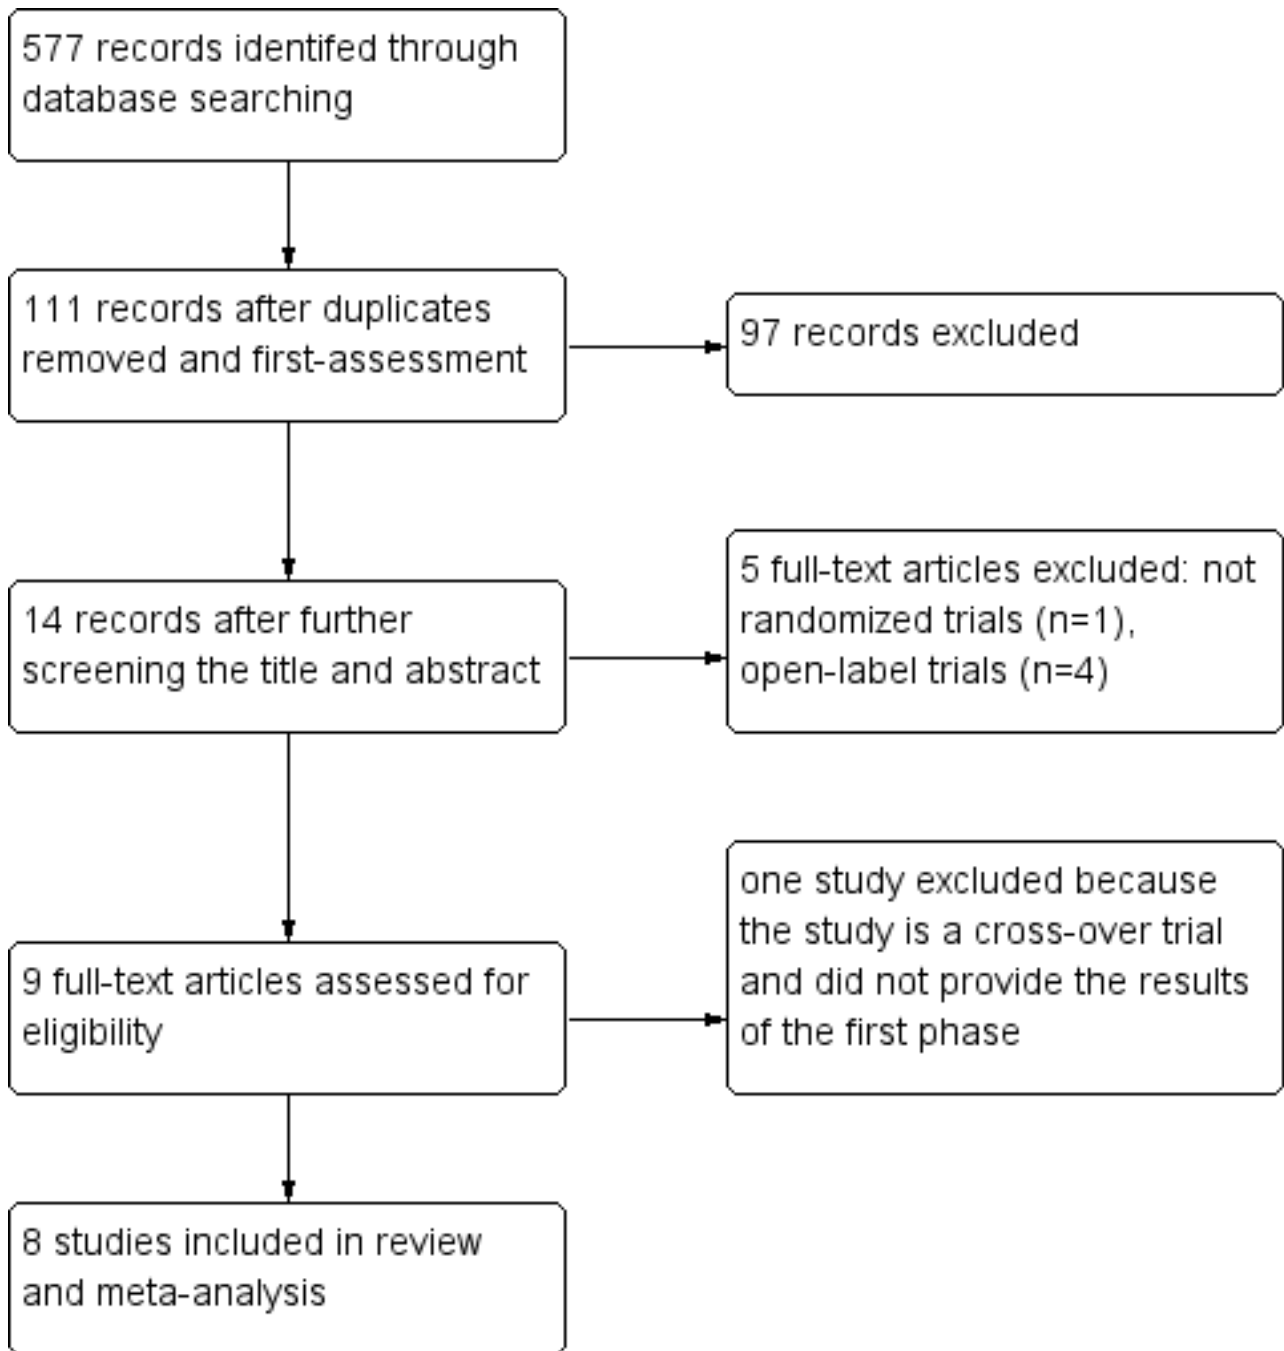 577 records identifed through
database searching
111 records after duplicates
removed and first-assessment
97 records excluded
14 records after further
screening the title and abstract
5 full-text articles excluded: not
randomized trials (n=1),
open-label trials (n=4)
9 full-text articles assessed for
eligibility
one study excluded because
the study is a cross-over trial
and did not provide the results
of the first phase
8 studies included in review
and meta-analysis